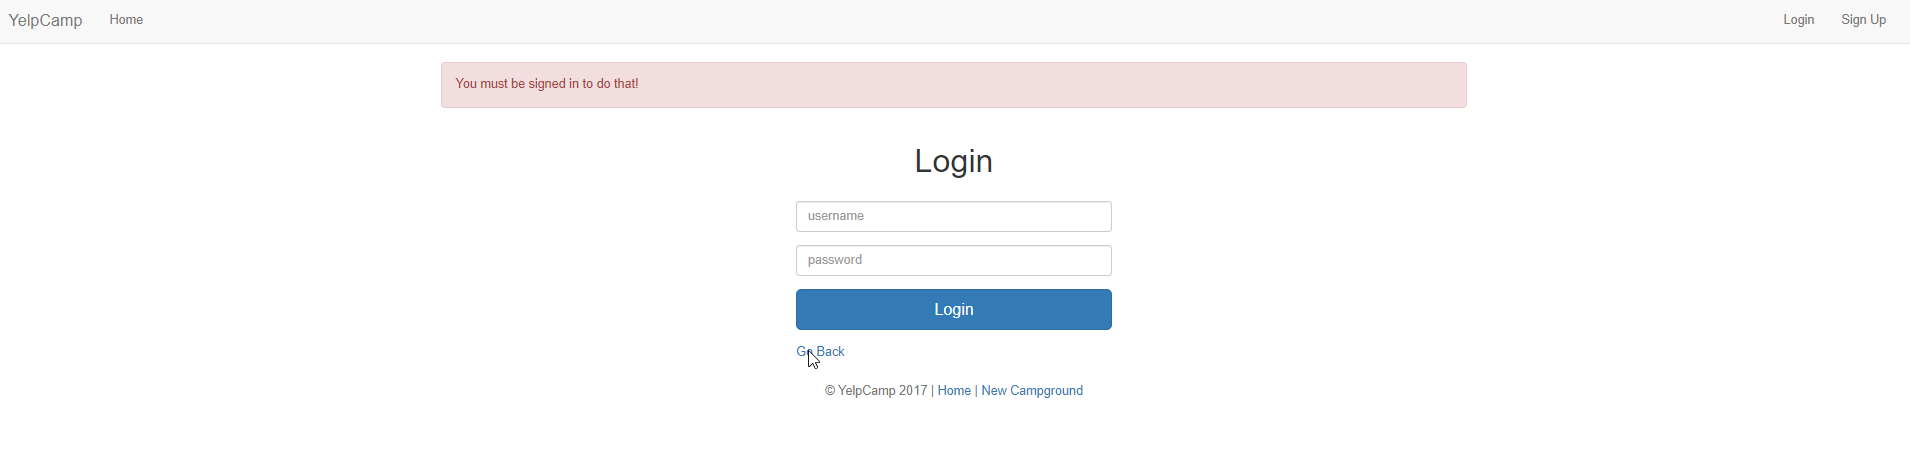 YelpCamp Home Login Sign Up
You must be signed in to do that!
Login
username
password
Login
Go Back
© YelpCamp 2017 | Home | New Campground